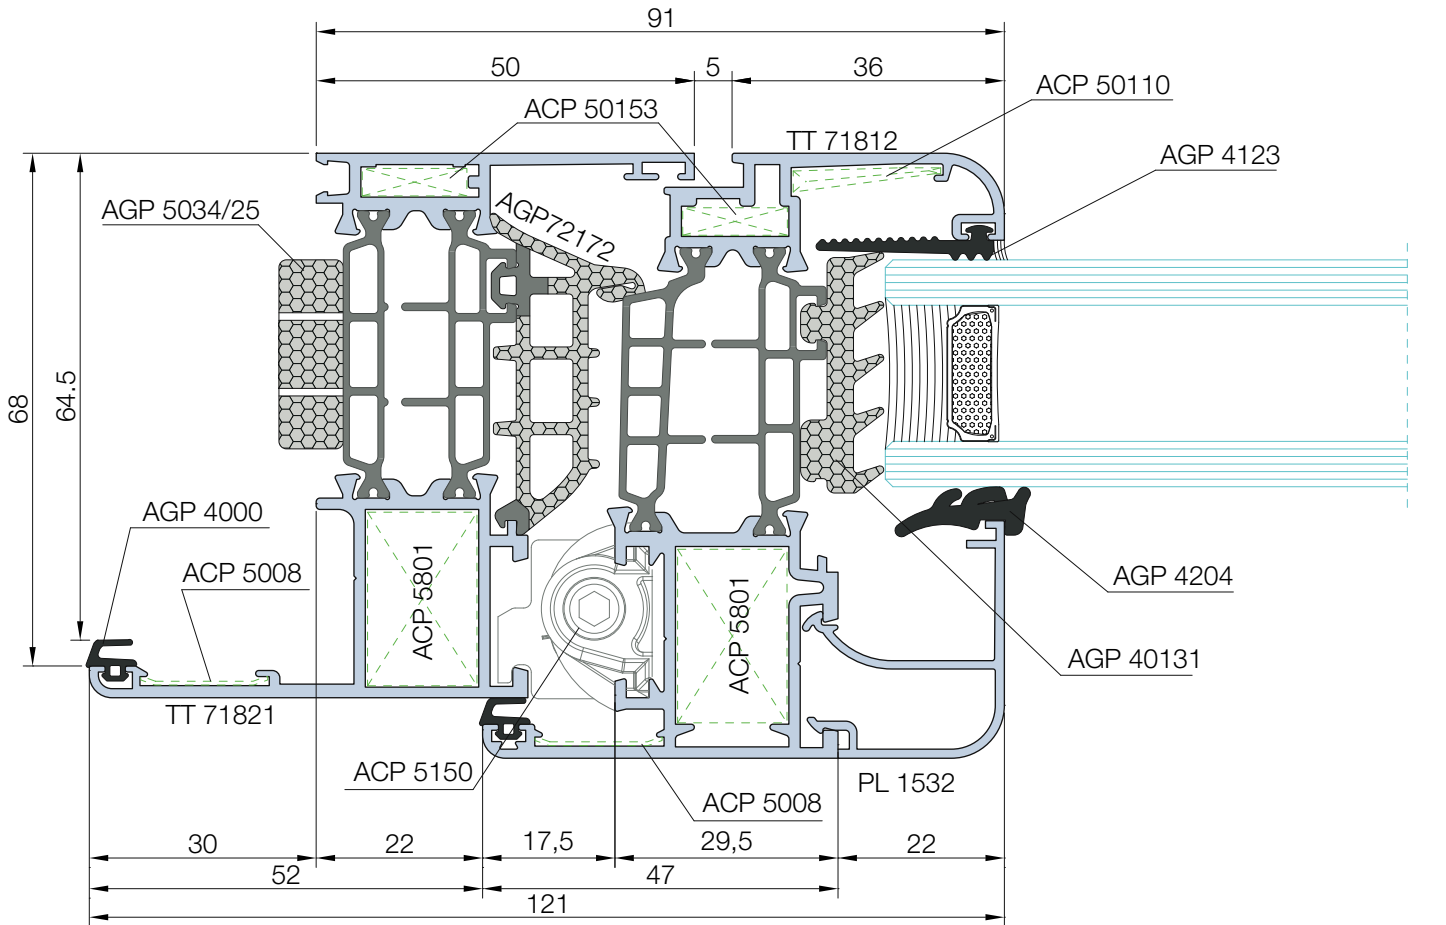 91
50
5
36
ACP 50110
ACP 50153
TT 71812
AGP 4123
AGP 5034/25
AGP72172
68
64.5
AGP 4000
ACP 5008
ACP 5801
ACP 5801
AGP 4204
AGP 40131
TT 71821
ACP 5150
ACP 5008
PL 1532
30
22
17,5
29,5
22
52
47
121